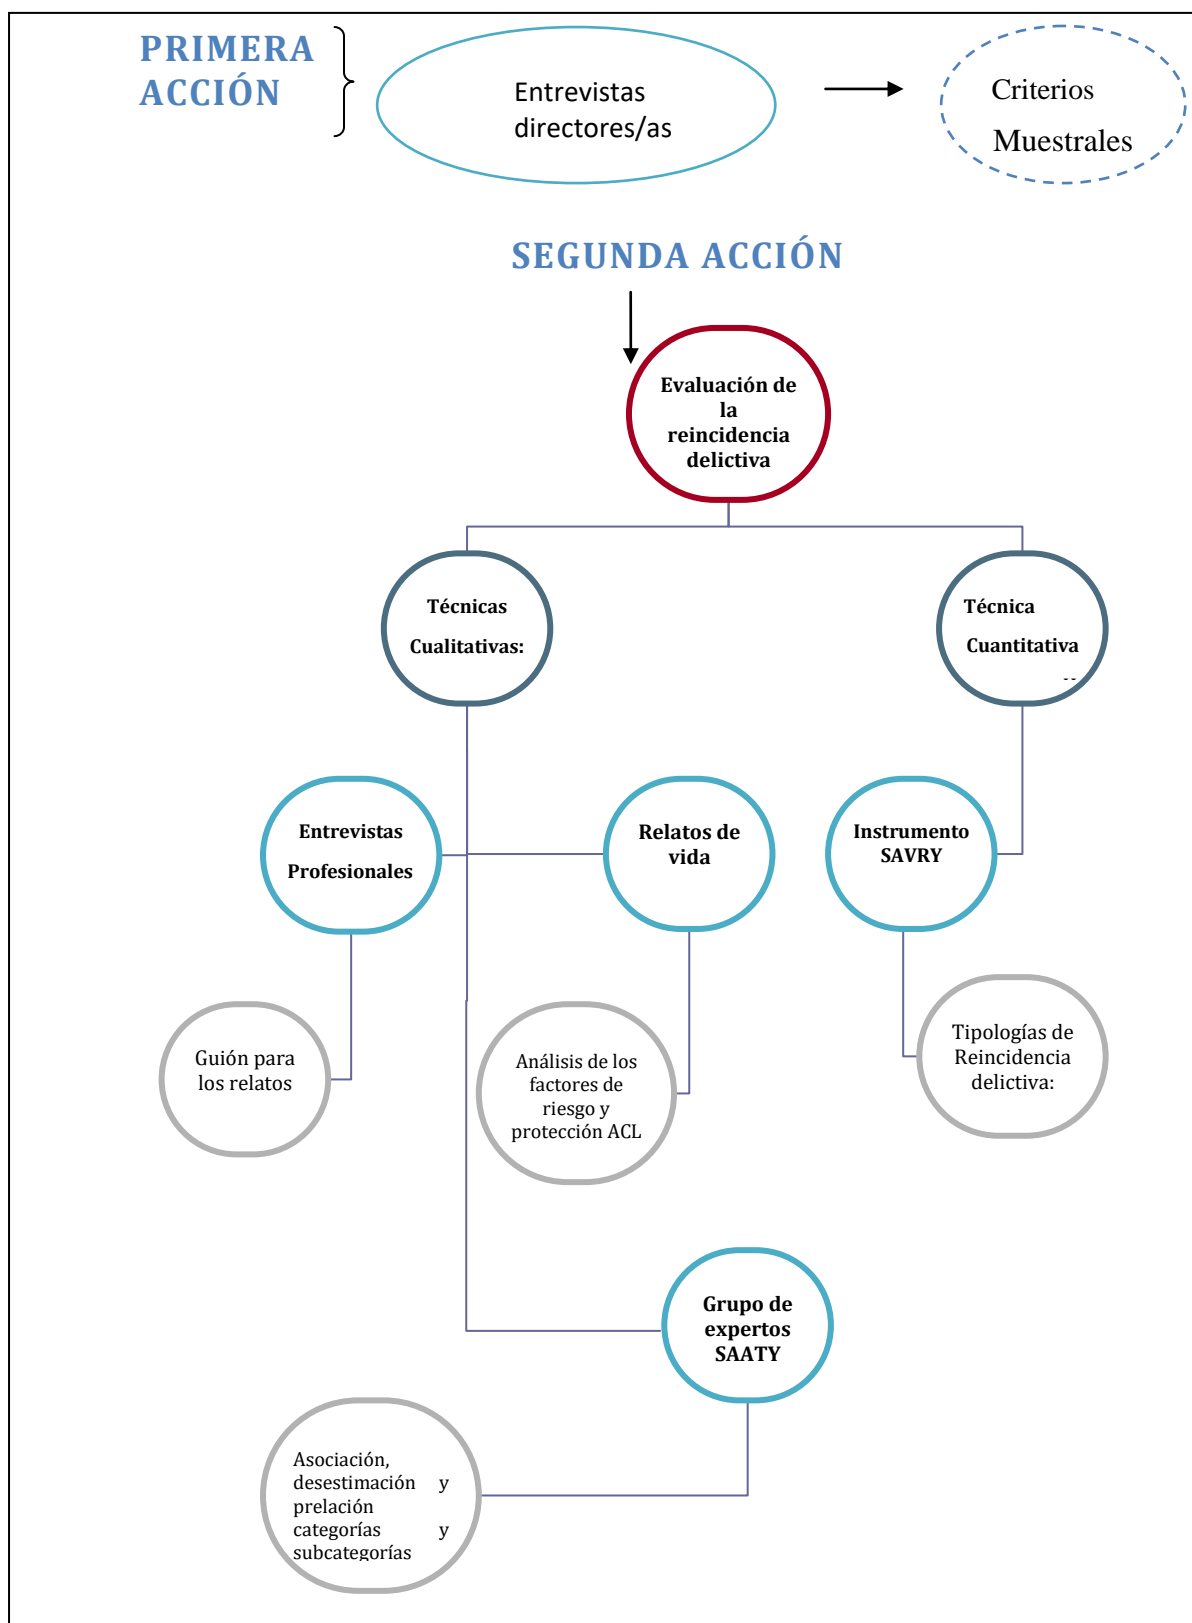 PRIMERA
ACCIÓN
Entrevistas
directores/as
Criterios
Muestrales
SEGUNDA ACCIÓN
Evaluación de
la
reincidencia
delictiva
Técnicas
Cualitativas:
Técnica
Cuantitativa
Entrevistas
Profesionales
Relatos de
vida
Instrumento
SAVRY
Guión para
los relatos
Análisis de los
factores de
riesgo y
protección ACL
Tipologías de
Reincidencia
delictiva:
Grupo de
expertos
SAATY
Asociación,
desestimación y
prelación
categorías y
subcategorías